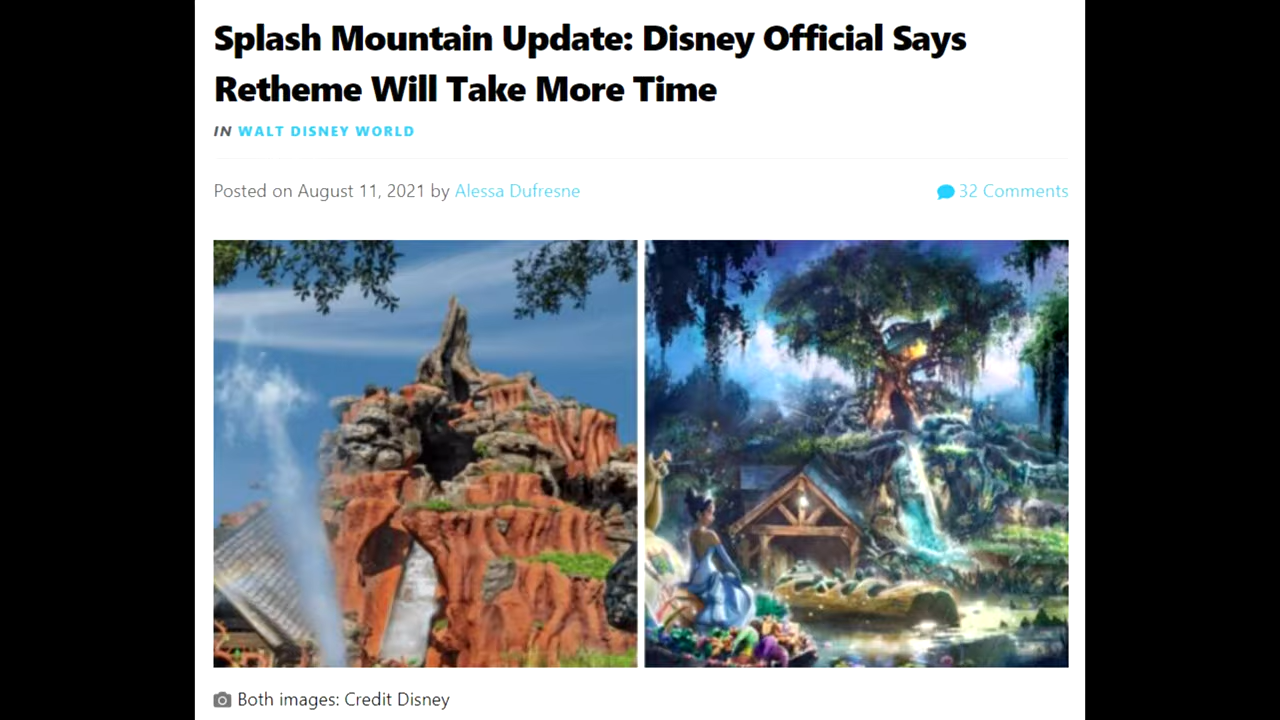 Splash Mountain Update: Disney Official Says
Retheme Will Take More Time
IN WALT DISNEY WORLD
Posted on August 11, 2021 by Alessa Dufresne
32 Comments
Both images: Credit Disney